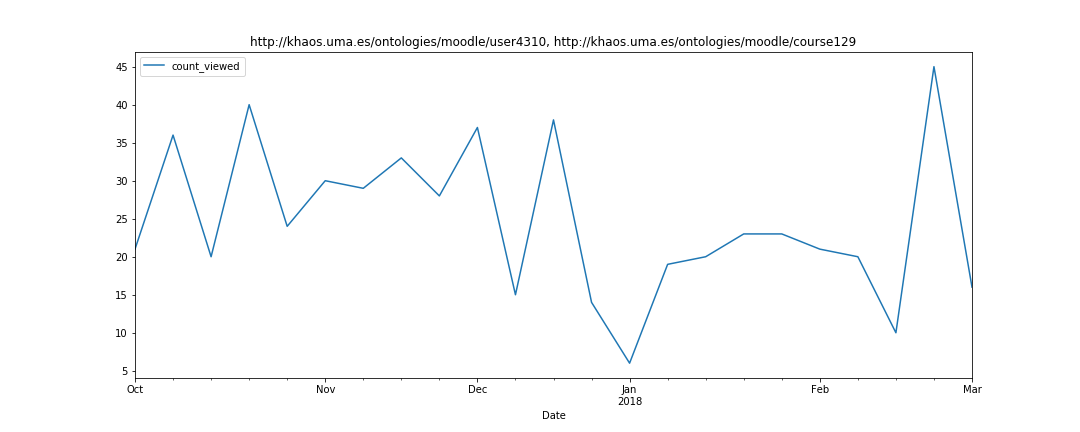 http://khaos.uma.es/ontologies/moodle/user4310, http://khaos.uma.es/ontologies/moodle/course129
count_viewed
45
40
35
30
25
20
15
10
5
Oct Nov Dec Jan Feb Mar
2018
Date